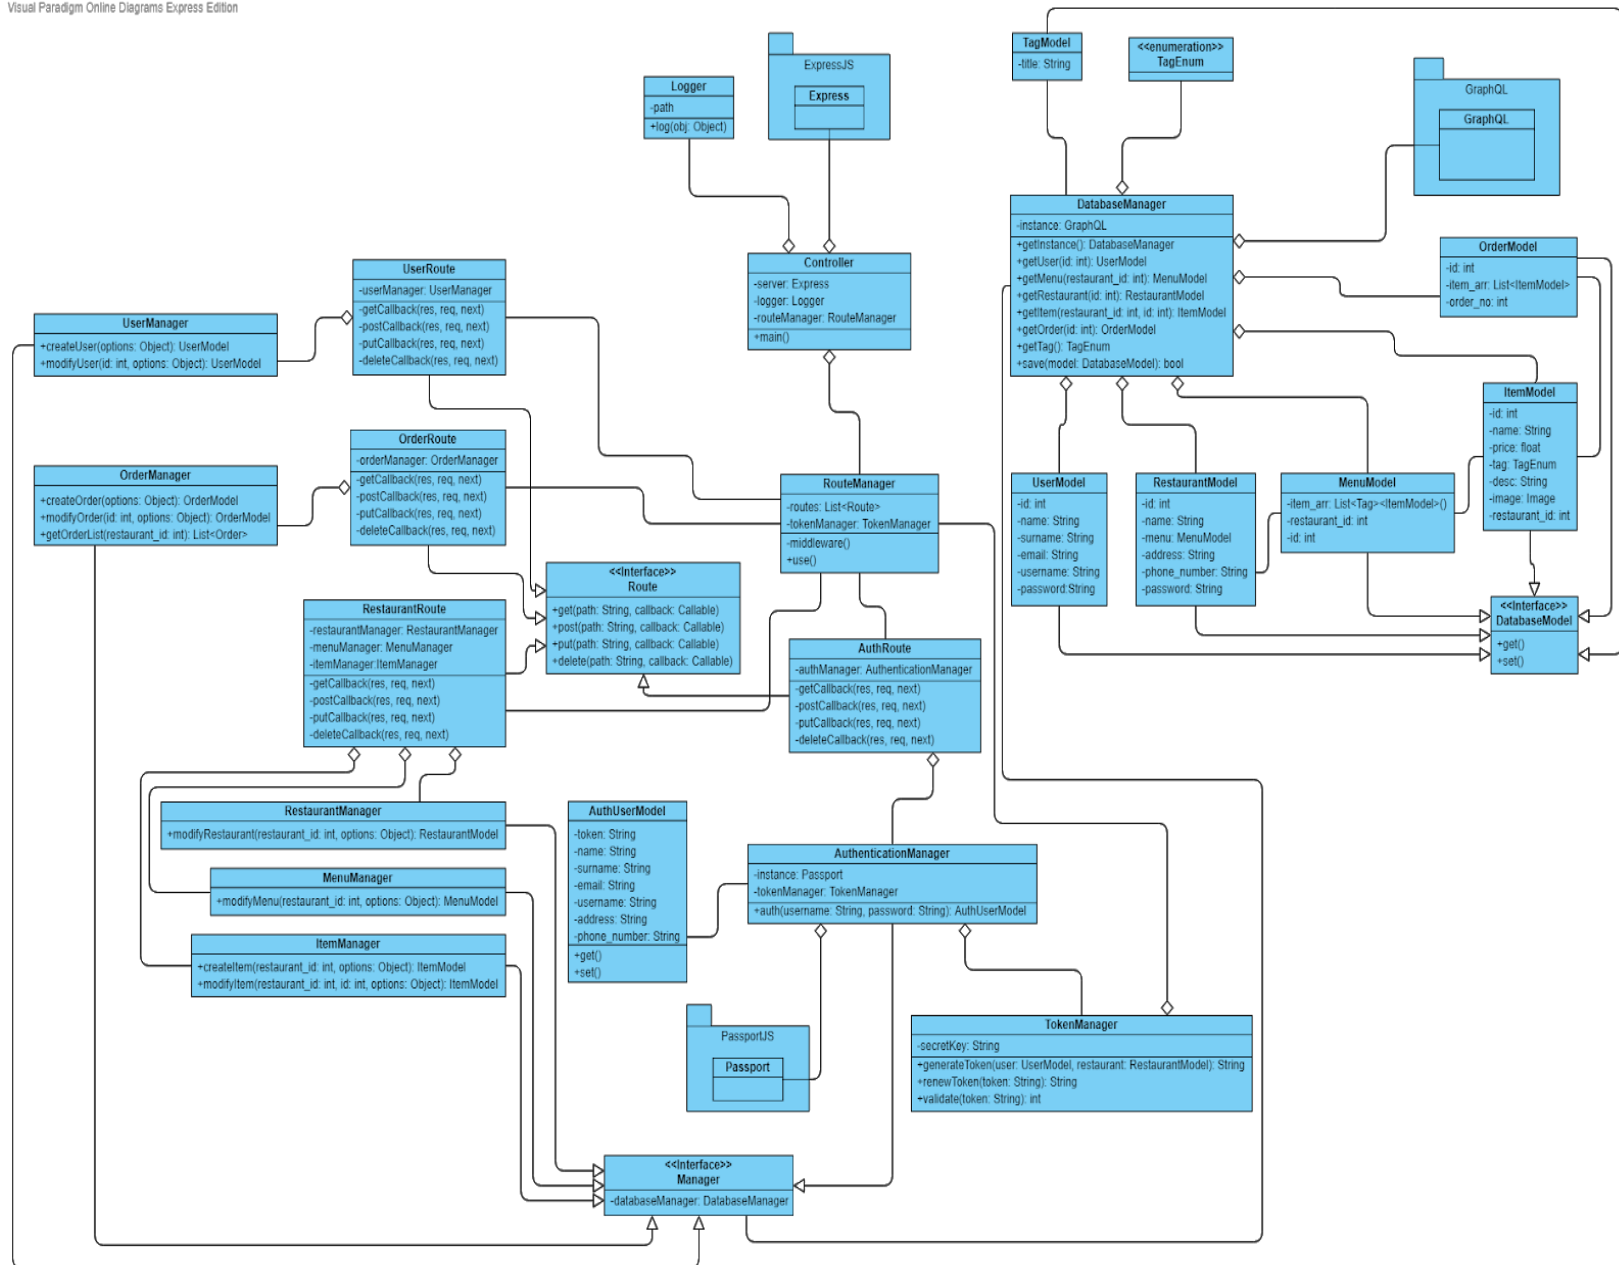 Visual Paradigm Online Diagrams Express Edition
TagModel
-title: String
<<enumeration>>
TagEnum
ExpressJS
Express
GraphQL
GraphQL
Logger
-path
+log(obj: Object)
DatabaseManager
-instance: GraphQL
+getInstance(): DatabaseManager
+getUser(id: int): UserModel
+getMenu(restaurant_id: int): MenuModel
+getRestaurant(id: int): RestaurantModel
+getItem(restaurant_id: int, id: int): ItemModel
+getOrder(id: int): OrderModel
+getTag(): TagEnum
+save(model: DatabaseModel): bool
OrderModel
-id: int
-item_arr: List<ItemModel>
-order_no: int
Controller
-server: Express
-logger: Logger
-routeManager: RouteManager
+main()
UserRoute
-userManager: UserManager
-getCallback(res, req, next)
-postCallback(res, req, next)
-putCallback(res, req, next)
-deleteCallback(res, req, next)
UserManager
+createUser(options: Object): UserModel
+modifyUser(id: int, options: Object): UserModel
ItemModel
-id: int
-name: String
-price: float
-tag: TagEnum
-desc: String
-image: Image
-restaurant_id: int
OrderRoute
-orderManager: OrderManager
-getCallback(res, req, next)
-postCallback(res, req, next)
-putCallback(res, req, next)
-deleteCallback(res, req, next)
OrderManager
+createOrder(options: Object): OrderModel
+modifyOrder(id: int, options: Object): OrderModel
+getOrderList(restaurant_id: int): List<Order>
RouteManager
-routes: List<Route>
-tokenManager: TokenManager
-middleware()
+use()
UserModel
-id: int
-name: String
-surname: String
-email: String
-username: String
-password:String
RestaurantModel
-id: int
-name: String
-menu: MenuModel
-address: String
-phone_number: String
-password: String
MenuModel
-item_arr: List<Tag><ItemModel>()
-restaurant_id: int
-id: int
<<Interface>>
Route
+get(path: String, callback: Callable)
+post(path: String, callback: Callable)
+put(path: String, callback: Callable)
+delete(path: String, callback: Callable)
<<Interface>>
DatabaseModel
+get()
+set()
RestaurantRoute
-restaurantManager: RestaurantManager
-menuManager: MenuManager
-itemManager:ItemManager
-getCallback(res, req, next)
-postCallback(res, req, next)
-putCallback(res, req, next)
-deleteCallback(res, req, next)
AuthRoute
-authManager: AuthenticationManager
-getCallback(res, req, next)
-postCallback(res, req, next)
-putCallback(res, req, next)
-deleteCallback(res, req, next)
RestaurantManager
+modifyRestaurant(restaurant_id: int, options: Object): RestaurantModel
AuthUserModel
-token: String
-name: String
-surname: String
-email: String
-username: String
-address: String
-phone_number: String
+get()
+set()
AuthenticationManager
-instance: Passport
-tokenManager: TokenManager
+auth(username: String, password: String): AuthUserModel
MenuManager
+modifyMenu(restaurant_id: int, options: Object): MenuModel
ItemManager
+createItem(restaurant_id: int, options: Object): ItemModel
+modifyItem(restaurant_id: int, id: int, options: Object): ItemModel
PassportJS
Passport
TokenManager
-secretKey: String
+generateToken(user: UserModel, restaurant: RestaurantModel): String
+renewToken(token: String): String
+validate(token: String): int
<<Interface>>
Manager
-databaseManager: DatabaseManager